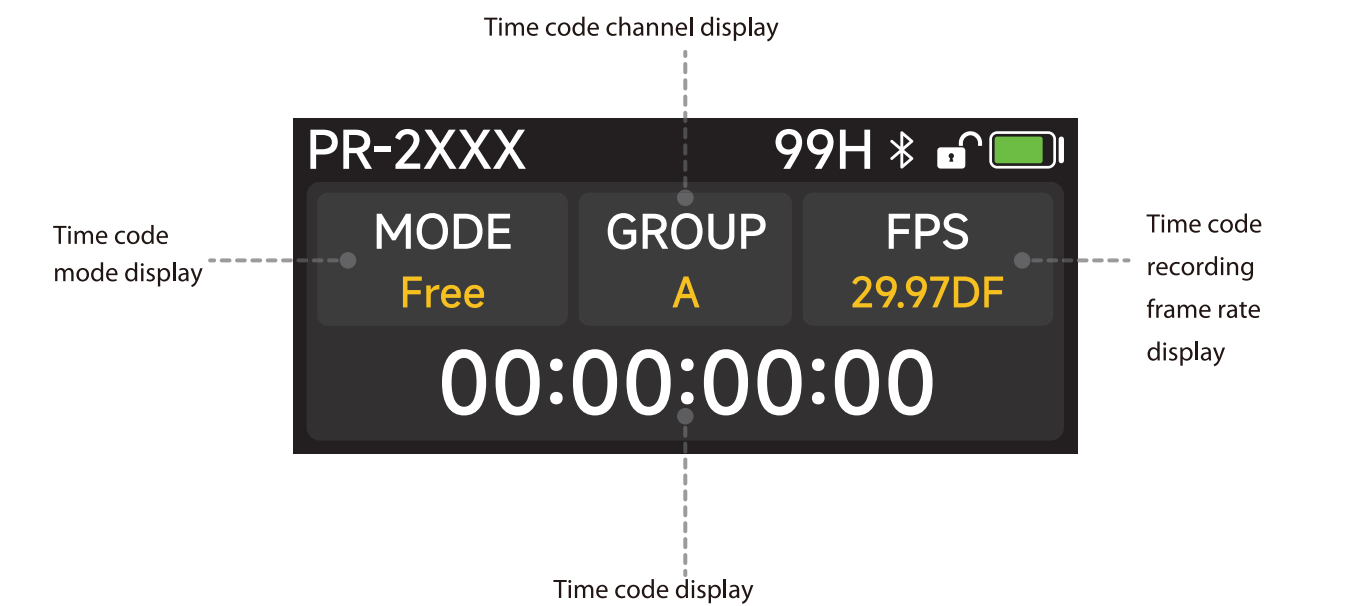 Time code channel display
PR-2XXX 99H
MODE GROUP FPS
Time code
mode display
Free A 29.97DF
Time code
recording
frame rate
display
00:00:00:00
Time code display